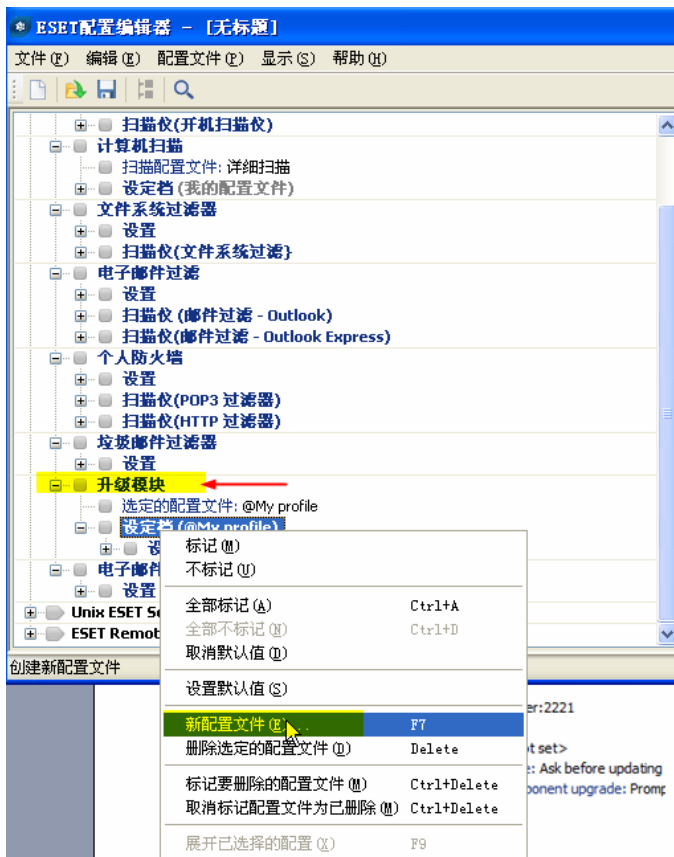 ESET配置编辑器 - [无标题]
文件(F) 编辑(E) 配置文件(P) 显示(S) 帮助(H)
扫描仪(开机扫描仪)
计算机扫描
扫描配置文件: 详细扫描
设定档 (我的配置文件)
文件系统过滤器
设置
扫描仪(文件系统过滤}
电子邮件过滤
设置
扫描仪 (邮件过滤 - Outlook)
扫描仪(邮件过滤 - Outlook Express)
个人防火墙
设置
扫描仪(POP3 过滤器)
扫描仪(HTTP 过滤器)
垃圾邮件过滤器
设置
升级模块
选定的配置文件: @My profile
设定档 (@My profile)
设
电子邮件
设置
Unix ESET Se
ESET Remot
创建新配置文件
标记(M)
不标记(U)
全部标记(A) Ctrl+A
全部不标记(N) Ctrl+D
取消默认值(D)
设置默认值(S)
新配置文件(E)... F7
删除选定的配置文件(D) Delete
标记要删除的配置文件(M) Ctrl+Delete
取消标记配置文件为已删除(M) Ctrl+Delete
展开已选择的配置(X) F9
er:2221
t set>
: Ask before updating
ponent upgrade: Promp